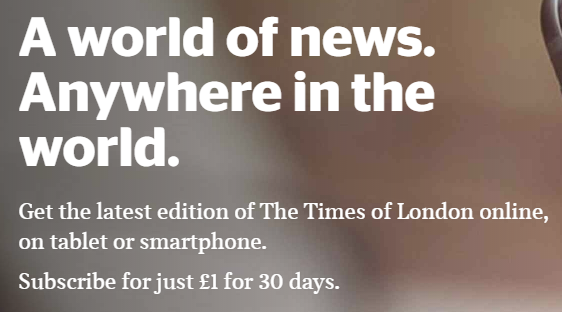 A world of news.
Anywhere in the
world.
Get the latest edition of The Times of London online,
on tablet or smartphone.
Subscribe for just £1 for 30 days.